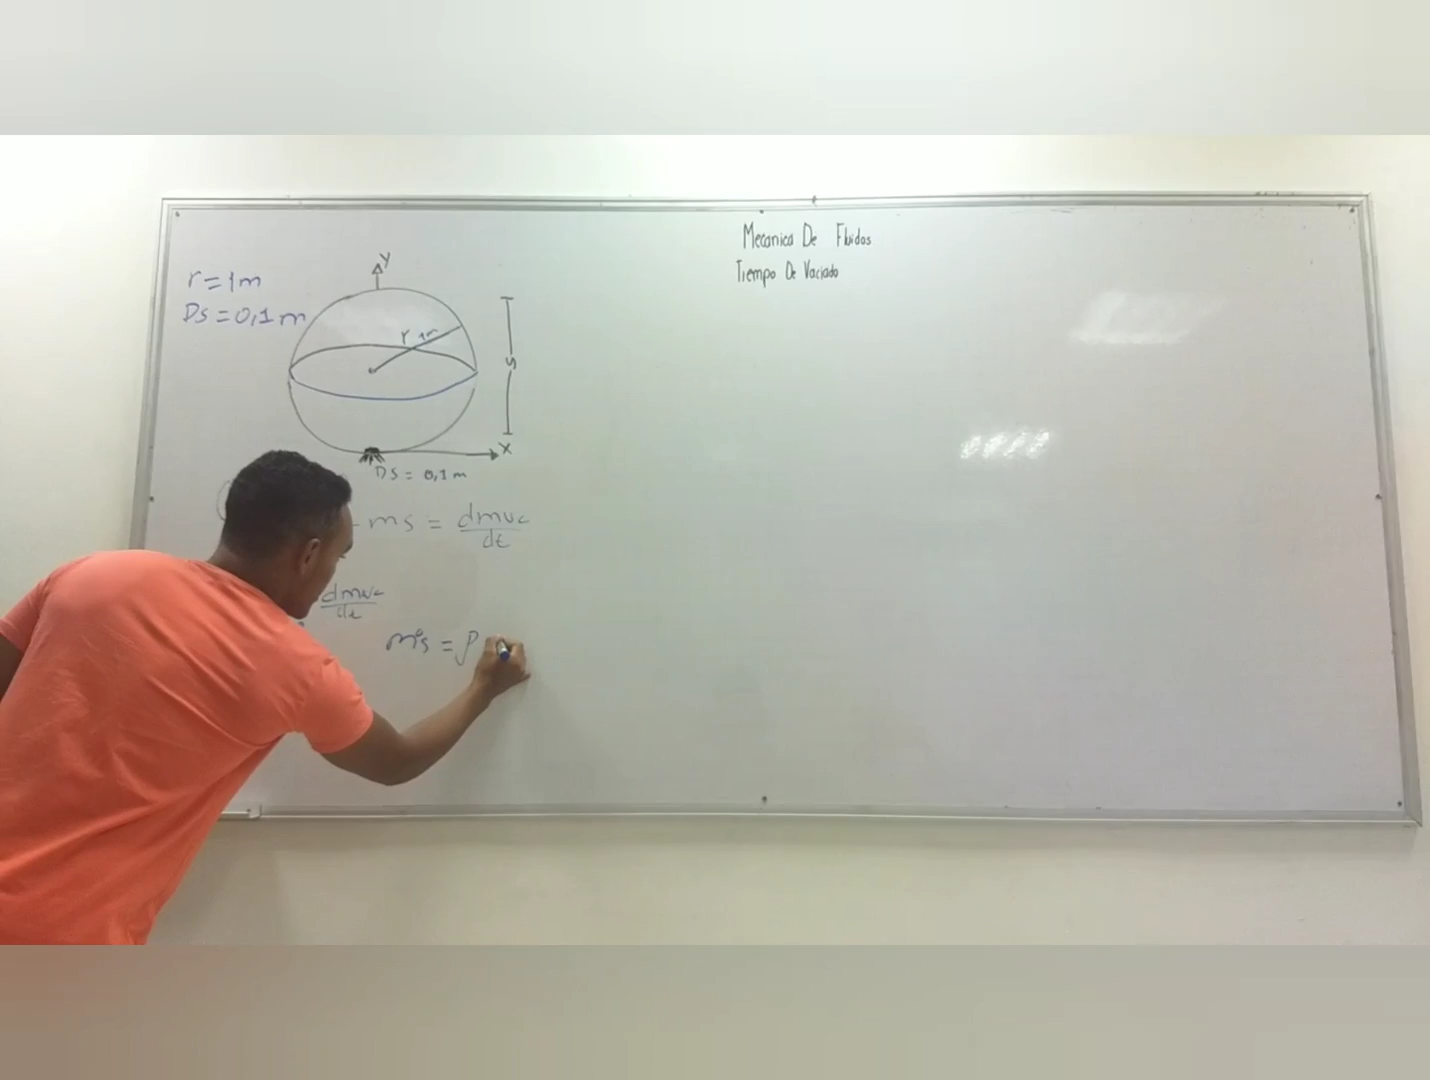 Mecanica De Fluidos
Tiempo De Vaciado
Y
r = 1m
Ds = 0,1 m
r 1m
S
X
Ds = 0,1 m
- ms = dmvc
dt
dmvc
dt
m°s = ρ